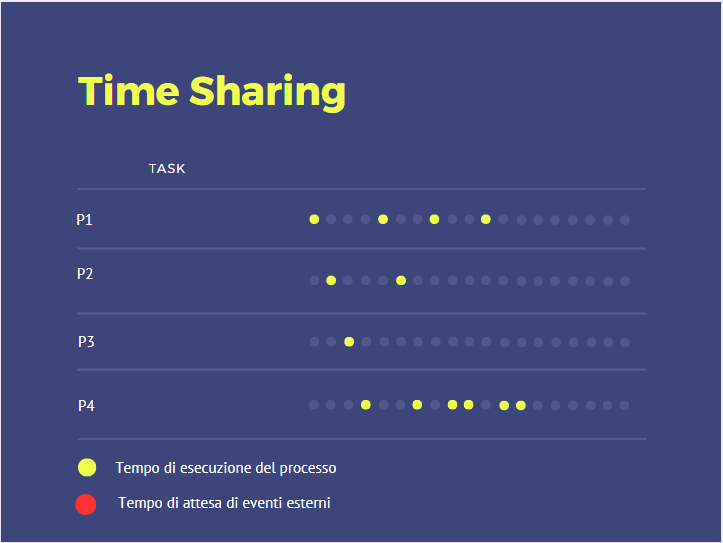 Time Sharing
TASK
P1
P2
P3
P4
Tempo di esecuzione del processo
Tempo di attesa di eventi esterni